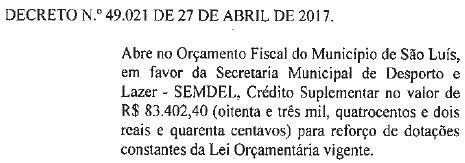 DECRETO N.º 49.021 DE 27 DE ABRIL DE 2017.
Abre no Orçamento Fiscal do Município de São Luís,
em favor da Secretaria Municipal de Desporto e
Lazer - SEMDEL, Crédito Suplementar no valor de
R$ 83.402,40 (oitenta e três mil, quatrocentos e dois
reais e quarenta centavos) para reforço de dotações
constantes da Lei Orçamentária vigente.